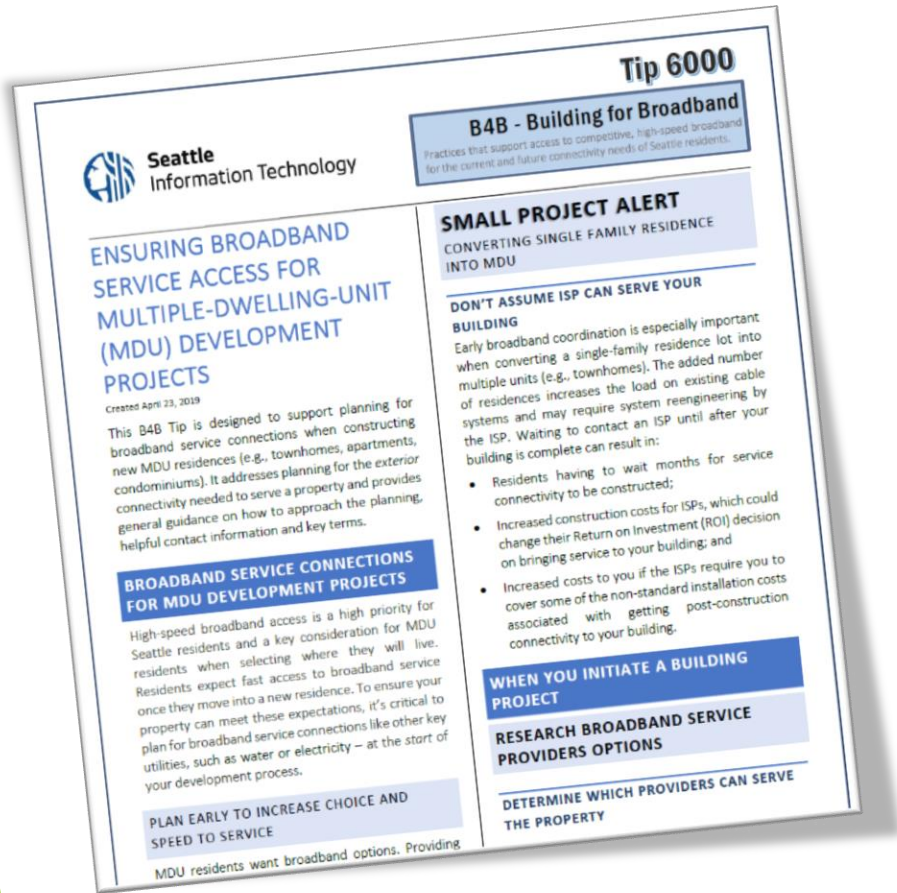 Tip 6000
B4B - Building for Broadband
Practices that support access to competitive, high-speed broadband
for the current and future connectivity needs of Seattle residents.
Seattle
Information Technology
ENSURING BROADBAND
SERVICE ACCESS FOR
MULTIPLE-DWELLING-UNIT
(MDU) DEVELOPMENT
PROJECTS
Created April 23, 2019
This B4B Tip is designed to support planning for
broadband service connections when constructing
new MDU residences (e.g., townhomes, apartments,
condominiums). It addresses planning for the exterior
connectivity needed to serve a property and provides
general guidance on how to approach the planning,
helpful contact information and key terms.
BROADBAND SERVICE CONNECTIONS
FOR MDU DEVELOPMENT PROJECTS
High-speed broadband access is a high priority for
Seattle residents and a key consideration for MDU
residents when selecting where they will live.
Residents expect fast access to broadband service
once they move into a new residence. To ensure your
property can meet these expectations, it's critical to
plan for broadband service connections like other key
utilities, such as water or electricity – at the start of
your development process.
PLAN EARLY TO INCREASE CHOICE AND
SPEED TO SERVICE
MDU residents want broadband options. Providing
SMALL PROJECT ALERT
CONVERTING SINGLE FAMILY RESIDENCE
INTO MDU
DON'T ASSUME ISP CAN SERVE YOUR
BUILDING
Early broadband coordination is especially important
when converting a single-family residence lot into
multiple units (e.g., townhomes). The added number
of residences increases the load on existing cable
systems and may require system reengineering by
the ISP. Waiting to contact an ISP until after your
building is complete can result in:
• Residents having to wait months for service
connectivity to be constructed;
• Increased construction costs for ISPs, which could
change their Return on Investment (ROI) decision
on bringing service to your building; and
• Increased costs to you if the ISPs require you to
cover some of the non-standard installation costs
associated with getting post-construction
connectivity to your building.
WHEN YOU INITIATE A BUILDING
PROJECT
RESEARCH BROADBAND SERVICE
PROVIDERS OPTIONS
DETERMINE WHICH PROVIDERS CAN SERVE
THE PROPERTY